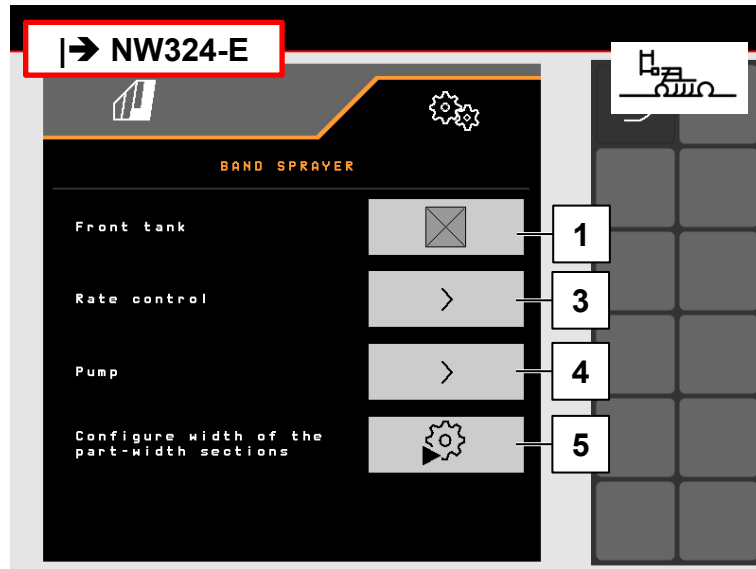 |➔ NW324-E
BAND SPRAYER
Front tank
1
Rate control
>
3
Pump
>
4
Configure width of the
part-width sections
5